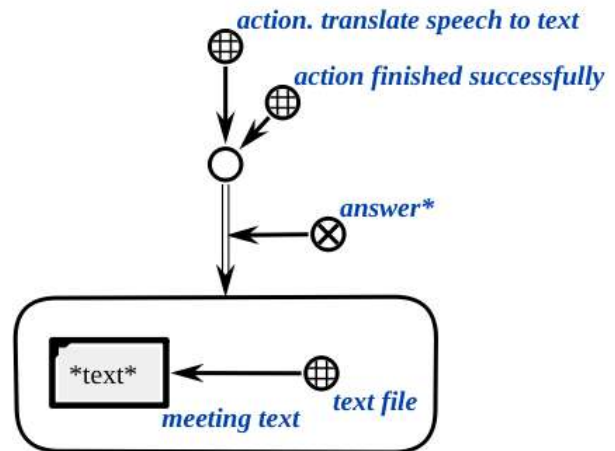 action. translate speech to text
action finished successfully
answer*
*text*
text file
meeting text